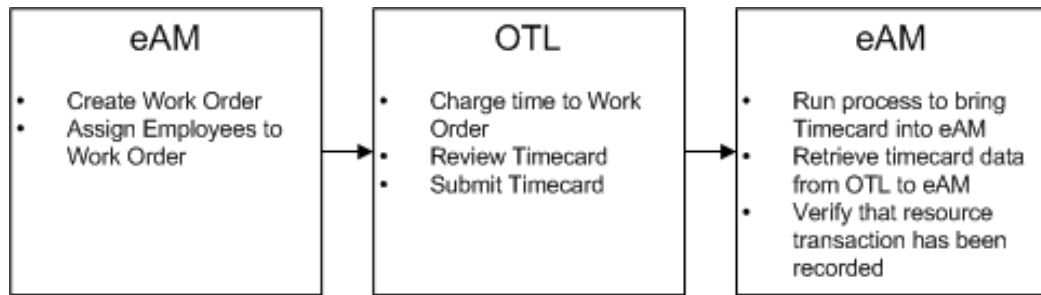 eAM
• Create Work Order
• Assign Employees to
Work Order
OTL
• Charge time to Work
Order
• Review Timecard
• Submit Timecard
eAM
• Run process to bring
Timecard into eAM
• Retrieve timecard data
from OTL to eAM
• Verify that resource
transaction has been
recorded